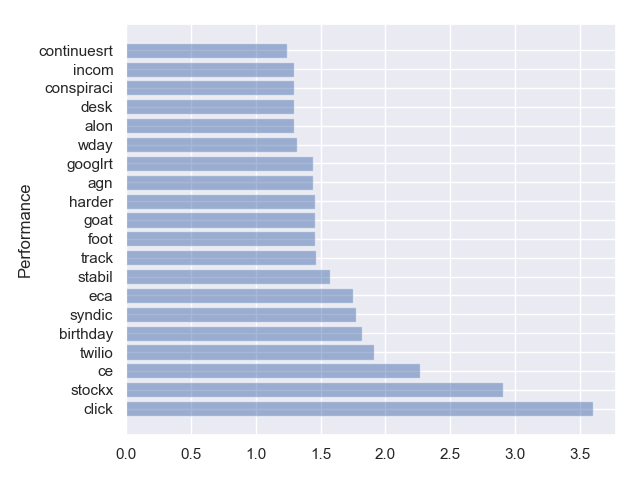 continuesrt
incom
conspiraci
desk
alon
wday
googlrt
agn
harder
goat
foot
track
stabil
eca
syndic
birthday
twilio
ce
stockx
click
Performance
0.0 0.5 1.0 1.5 2.0 2.5 3.0 3.5